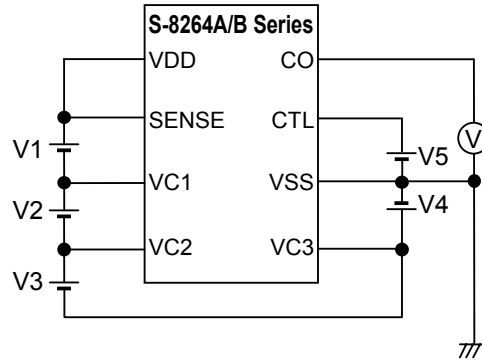 S-8264A/B Series
VDD CO
SENSE CTL
V1 V
V5
VC1 VSS
V2 V4
VC2 VC3
V3